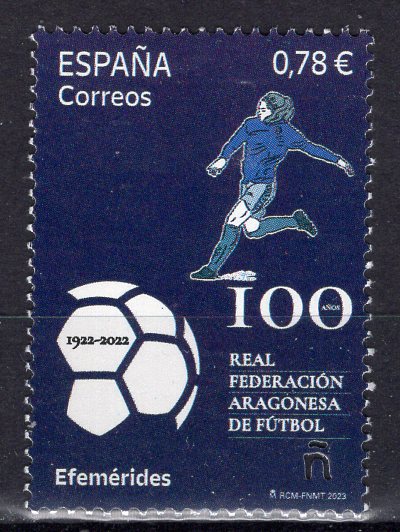 ESPAÑA
Correos
0,78 €
1922-2022
100
AÑOS
REAL
FEDERACIÓN
ARAGONESA
DE FÚTBOL
ñ
Efemérides
RCM-FNMT 2023